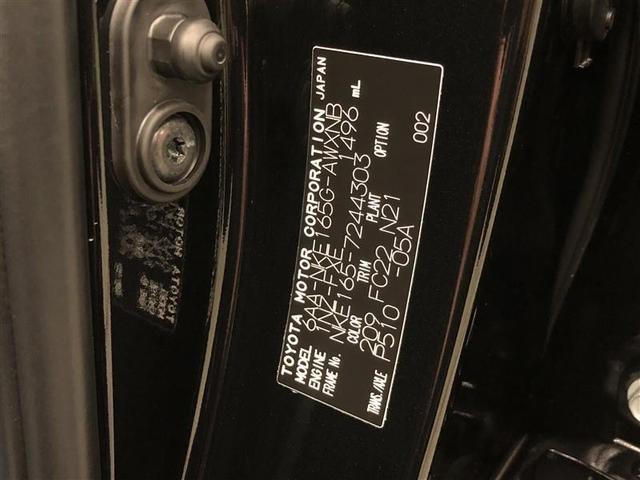 TOYOTA MOTOR CORPORATION JAPAN
MODEL 6AA-NKE165G-AWXNB
ENGINE 1NZ-FXE 1496 mL
FRAME No. NKE165-7244303
COLOR TRIM PLANT OPTION
209 FC22 N21
TRANS./AXLE P510 -05A 002